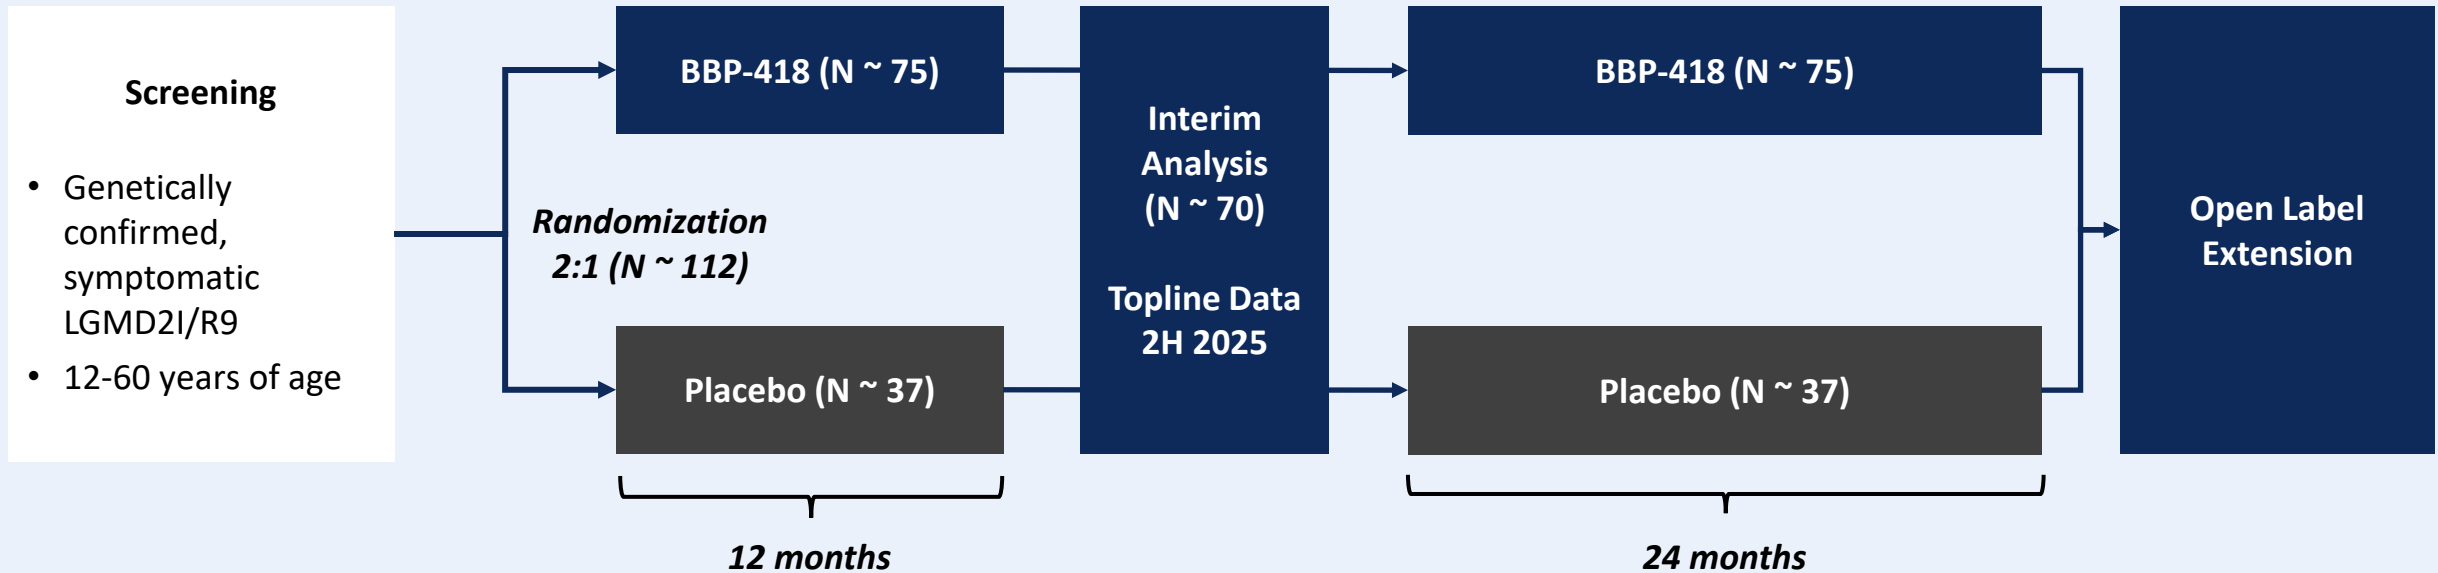 Screening
• Genetically
confirmed,
symptomatic
LGMD2I/R9
• 12-60 years of age
Randomization
2:1 (N ~ 112)
BBP-418 (N ~ 75)
Placebo (N ~ 37)
12 months
Interim
Analysis
(N ~ 70)
Topline Data
2H 2025
BBP-418 (N ~ 75)
Placebo (N ~ 37)
24 months
Open Label
Extension